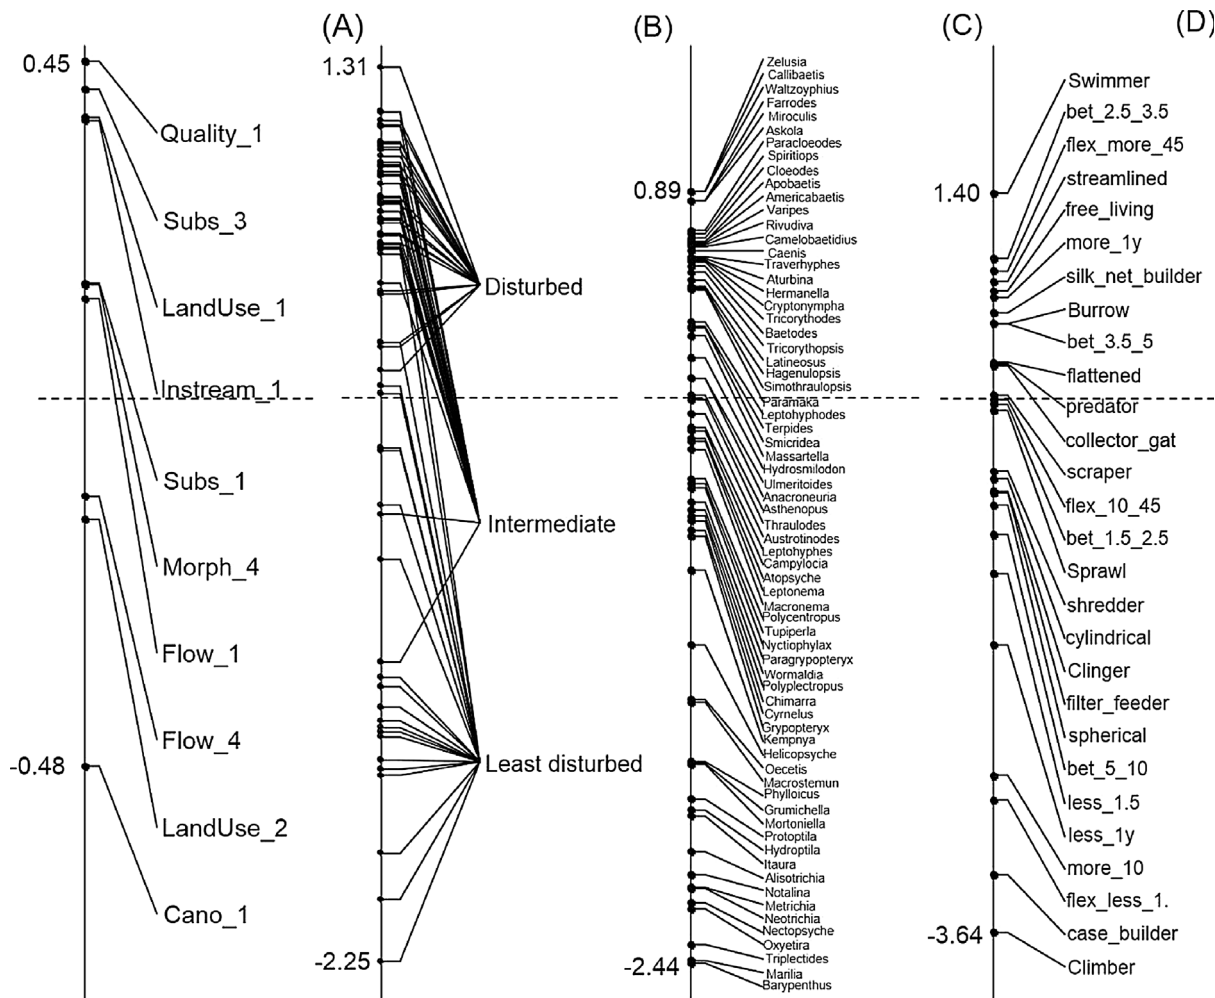 (A)
0.45
Quality_1
Subs_3
LandUse_1
Instream_1
Subs_1
Morph_4
Flow_1
Flow_4
-0.48
LandUse_2
Cano_1
(B)
1.31
Disturbed
Intermediate
Least disturbed
-2.25
(C)
0.89
Zelusia
Callibaetis
Waltzoyphius
Farrodes
Miroculis
Askola
Paracloeodes
Spiritiops
Cloeodes
Apobaetis
Americabaetis
Varipes
Rivudiva
Camelobaetidius
Caenis
Traverhyphes
Aturbina
Hermanella
Cryptonympha
Tricorythodes
Baetodes
Tricorythopsis
Latineosus
Hagenulopsis
Simothraulopsis
Paramaka
Leptohyphodes
Terpides
Smicridea
Massartella
Hydrosmilodon
Ulmeritoides
Anacroneuria
Asthenopus
Thraulodes
Austrotinodes
Leptohyphes
Campylocia
Atopsyche
Leptonema
Macronema
Polycentropus
Tupiperla
Nyctiophylax
Paragrypopteryx
Wormaldia
Polyplectropus
Chimarra
Cyrnelus
Grypopteryx
Kempnya
Helicopsyche
Oecetis
Macrostemun
Phylloicus
Grumichella
Mortoniella
Protoptila
Hydroptila
Itaura
Alisotrichia
Notalina
Metrichia
Neotrichia
Nectopsyche
Oxyetira
Triplectides
Marilia
Barypenthus
-2.44
(D)
1.40
Swimmer
bet_2.5_3.5
flex_more_45
streamlined
free_living
more_1y
silk_net_builder
Burrow
bet_3.5_5
flattened
predator
collector_gat
scraper
flex_10_45
bet_1.5_2.5
Sprawl
shredder
cylindrical
Clinger
filter_feeder
spherical
bet_5_10
less_1.5
less_1y
more_10
flex_less_1.
case_builder
Climber
-3.64